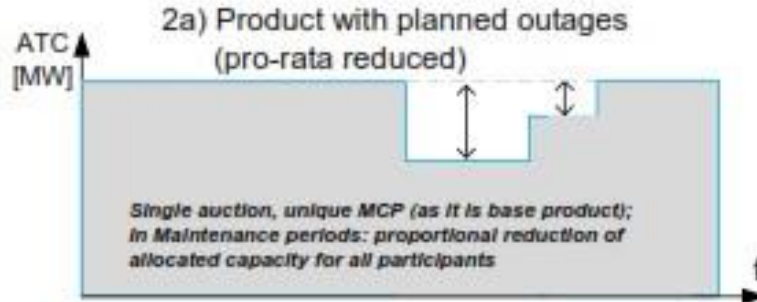 2a) Product with planned outages
(pro-rata reduced)
ATC
[MW]
Single auction, unique MCP (as it is base product);
in Maintenance periods: proportional reduction of
allocated capacity for all participants